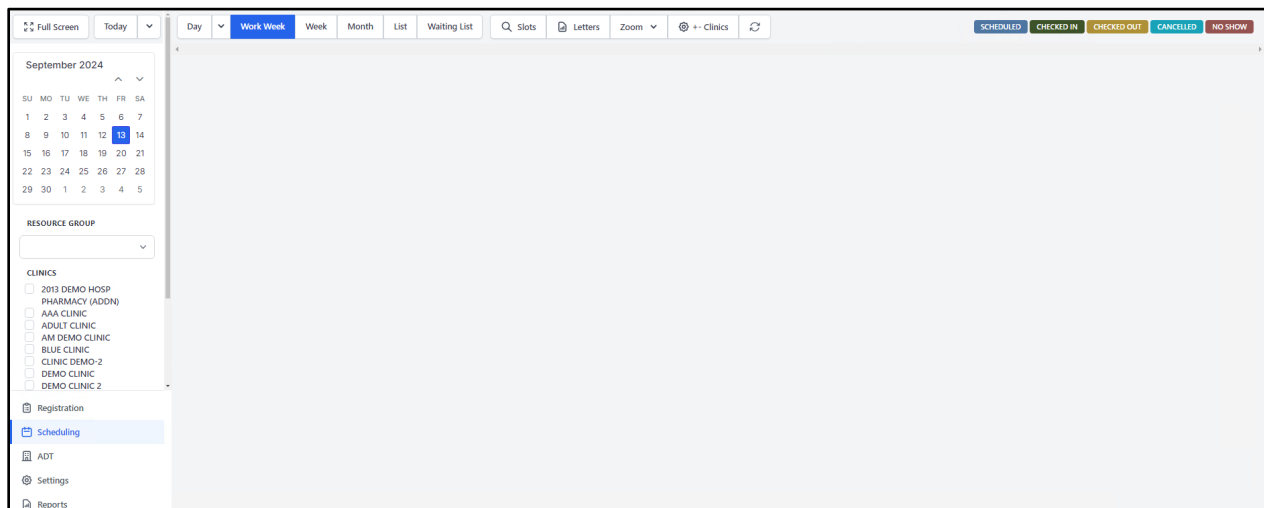 Full Screen Today
Day Work Week Week Month List Waiting List Slots Letters Zoom +- Clinics
SCHEDULED CHECKED IN CHECKED OUT CANCELLED NO SHOW
September 2024
SU MO TU WE TH FR SA
1 2 3 4 5 6 7
8 9 10 11 12 13 14
15 16 17 18 19 20 21
22 23 24 25 26 27 28
29 30 1 2 3 4 5
RESOURCE GROUP
CLINICS
2013 DEMO HOSP
PHARMACY (ADDN)
AAA CLINIC
ADULT CLINIC
AM DEMO CLINIC
BLUE CLINIC
CLINIC DEMO-2
DEMO CLINIC
DEMO CLINIC 2
Registration
Scheduling
ADT
Settings
Reports